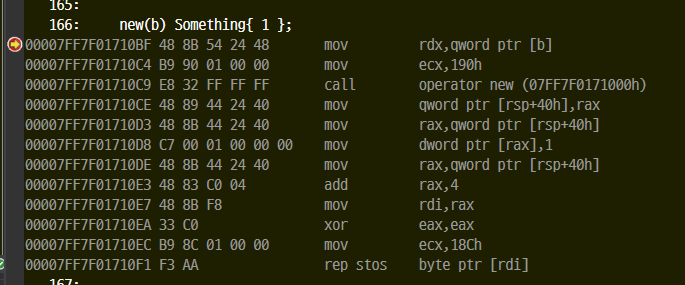 165:
166: new(b) Something{ 1 };
00007FF7F01710BF 48 8B 54 24 48 mov rdx,qword ptr [b]
00007FF7F01710C4 B9 90 01 00 00 mov ecx,190h
00007FF7F01710C9 E8 32 FF FF FF call operator new (07FF7F0171000h)
00007FF7F01710CE 48 89 44 24 40 mov qword ptr [rsp+40h],rax
00007FF7F01710D3 48 8B 44 24 40 mov rax,qword ptr [rsp+40h]
00007FF7F01710D8 C7 00 01 00 00 00 mov dword ptr [rax],1
00007FF7F01710DE 48 8B 44 24 40 mov rax,qword ptr [rsp+40h]
00007FF7F01710E3 48 83 C0 04 add rax,4
00007FF7F01710E7 48 8B F8 mov rdi,rax
00007FF7F01710EA 33 C0 xor eax,eax
00007FF7F01710EC B9 8C 01 00 00 mov ecx,18Ch
00007FF7F01710F1 F3 AA rep stos byte ptr [rdi]
167: